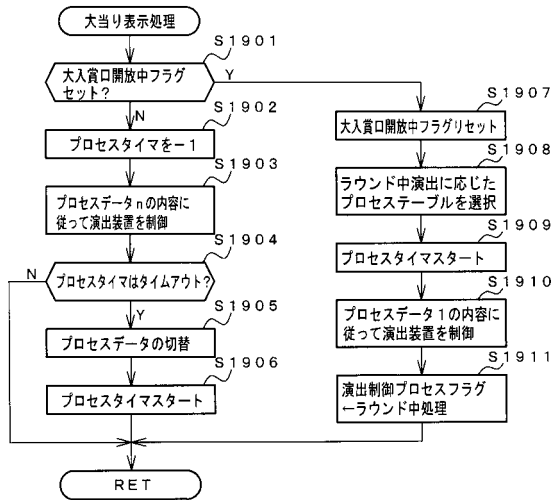 大当り表示処理
S1901
大入賞口開放中フラグ
セット?
Y
N
S1902
プロセスタイマを－1
S1903
プロセスデータnの内容に
従って演出装置を制御
S1904
N
プロセスタイマはタイムアウト?
Y
S1905
プロセスデータの切替
S1906
プロセスタイマスタート
RET
S1907
大入賞口開放中フラグリセット
S1908
ラウンド中演出に応じた
プロセステーブルを選択
S1909
プロセスタイマスタート
S1910
プロセスデータ1の内容に
従って演出装置を制御
S1911
演出制御プロセスフラグ
←ラウンド中処理